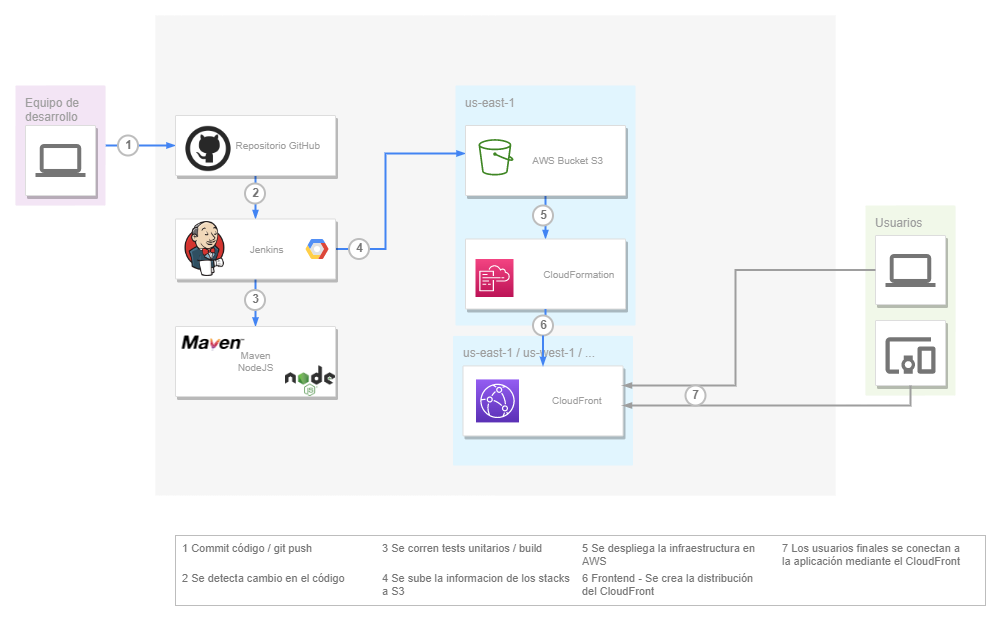 Equipo de
desarrollo
1
Repositorio GitHub
2
Jenkins
3
Maven
Maven
NodeJS
node
JS
4
us-east-1
AWS Bucket S3
5
CloudFormation
6
us-east-1 / us-west-1 / ...
CloudFront
7
Usuarios
1 Commit código / git push
2 Se detecta cambio en el código
3 Se corren tests unitarios / build
4 Se sube la informacion de los stacks
a S3
5 Se despliega la infraestructura en
AWS
6 Frontend - Se crea la distribución
del CloudFront
7 Los usuarios finales se conectan a
la aplicación mediante el CloudFront